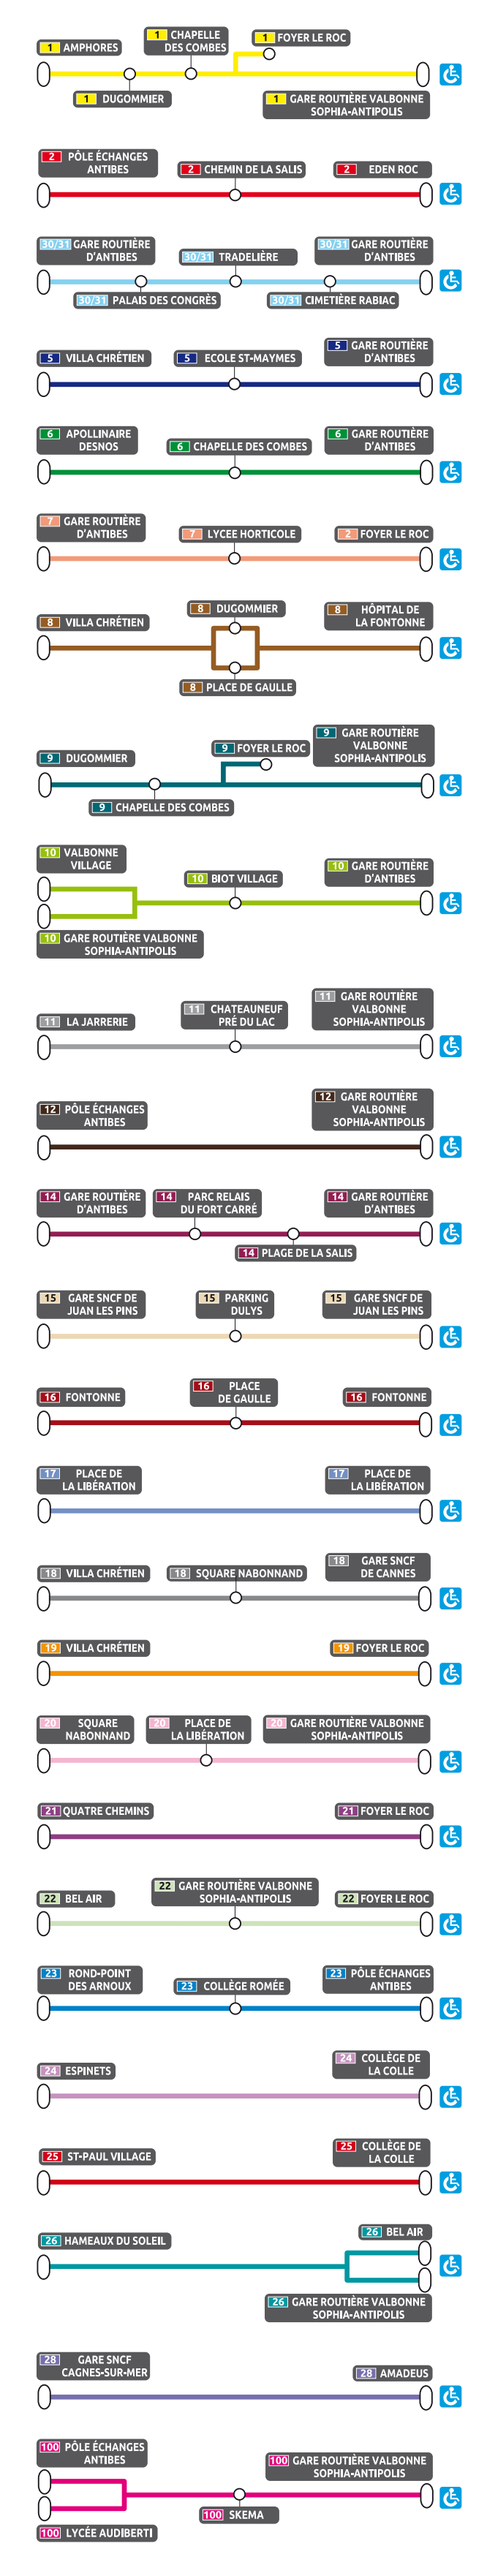 1 CHAPELLE
DES COMBES
1 FOYER LE ROC
1 AMPHORES
1 DUGOMMIER
1 GARE ROUTIÈRE VALBONNE
SOPHIA-ANTIPOLIS
2 PÔLE ÉCHANGES
ANTIBES
2 CHEMIN DE LA SALIS
2 EDEN ROC
30/31 GARE ROUTIÈRE
D'ANTIBES
30/31 TRADELIÈRE
30/31 GARE ROUTIÈRE
D'ANTIBES
30/31 PALAIS DES CONGRÈS
30/31 CIMETIÈRE RABIAC
5 VILLA CHRÉTIEN
5 ECOLE ST-MAYMES
5 GARE ROUTIÈRE
D'ANTIBES
6 APOLLINAIRE
DESNOS
6 CHAPELLE DES COMBES
6 GARE ROUTIÈRE
D'ANTIBES
7 GARE ROUTIÈRE
D'ANTIBES
7 LYCEE HORTICOLE
2 FOYER LE ROC
8 VILLA CHRÉTIEN
8 DUGOMMIER
8 HÔPITAL DE
LA FONTONNE
8 PLACE DE GAULLE
9 DUGOMMIER
9 FOYER LE ROC
9 GARE ROUTIÈRE
VALBONNE
SOPHIA-ANTIPOLIS
9 CHAPELLE DES COMBES
10 VALBONNE
VILLAGE
10 BIOT VILLAGE
10 GARE ROUTIÈRE
D'ANTIBES
10 GARE ROUTIÈRE VALBONNE
SOPHIA-ANTIPOLIS
11 LA JARRERIE
11 CHATEAUNEUF
PRÉ DU LAC
11 GARE ROUTIÈRE
VALBONNE
SOPHIA-ANTIPOLIS
12 PÔLE ÉCHANGES
ANTIBES
12 GARE ROUTIÈRE
VALBONNE
SOPHIA-ANTIPOLIS
14 GARE ROUTIÈRE
D'ANTIBES
14 PARC RELAIS
DU FORT CARRÉ
14 GARE ROUTIÈRE
D'ANTIBES
14 PLAGE DE LA SALIS
15 GARE SNCF DE
JUAN LES PINS
15 PARKING
DULYS
15 GARE SNCF DE
JUAN LES PINS
16 FONTONNE
16 PLACE
DE GAULLE
16 FONTONNE
17 PLACE DE
LA LIBÉRATION
17 PLACE DE
LA LIBÉRATION
18 VILLA CHRÉTIEN
18 SQUARE NABONNAND
18 GARE SNCF
DE CANNES
19 VILLA CHRÉTIEN
19 FOYER LE ROC
20 SQUARE
NABONNAND
20 PLACE DE
LA LIBÉRATION
20 GARE ROUTIÈRE VALBONNE
SOPHIA-ANTIPOLIS
21 QUATRE CHEMINS
21 FOYER LE ROC
22 BEL AIR
22 GARE ROUTIÈRE VALBONNE
SOPHIA-ANTIPOLIS
22 FOYER LE ROC
23 ROND-POINT
DES ARNOUX
23 COLLÈGE ROMÉE
23 PÔLE ÉCHANGES
ANTIBES
24 ESPINETS
24 COLLÈGE DE
LA COLLE
25 ST-PAUL VILLAGE
25 COLLÈGE DE
LA COLLE
26 HAMEAUX DU SOLEIL
26 BEL AIR
26 GARE ROUTIÈRE VALBONNE
SOPHIA-ANTIPOLIS
28 GARE SNCF
CAGNES-SUR-MER
28 AMADEUS
100 PÔLE ÉCHANGES
ANTIBES
100 GARE ROUTIÈRE VALBONNE
SOPHIA-ANTIPOLIS
100 SKEMA
100 LYCÉE AUDIBERTI